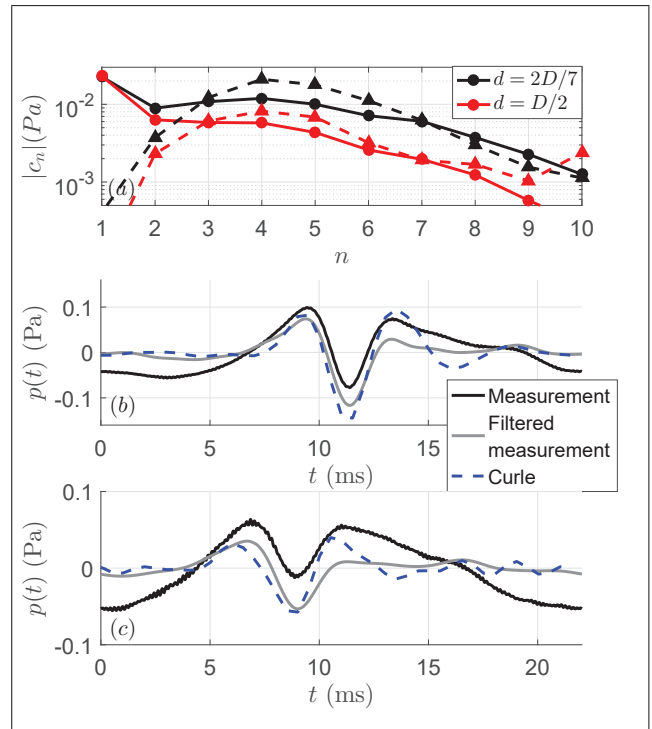 |c_n|(Pa)
10^{-2}
10^{-3}
d = 2D/7
d = D/2
(a)
1 2 3 4 5 6 7 8 9 10
n
p(t) (Pa)
0.1
0
-0.1
(b)
0 5 10 15
t (ms)
Measurement
Filtered
measurement
Curle
p(t) (Pa)
0.1
0
-0.1
(c)
0 5 10 15 20
t (ms)